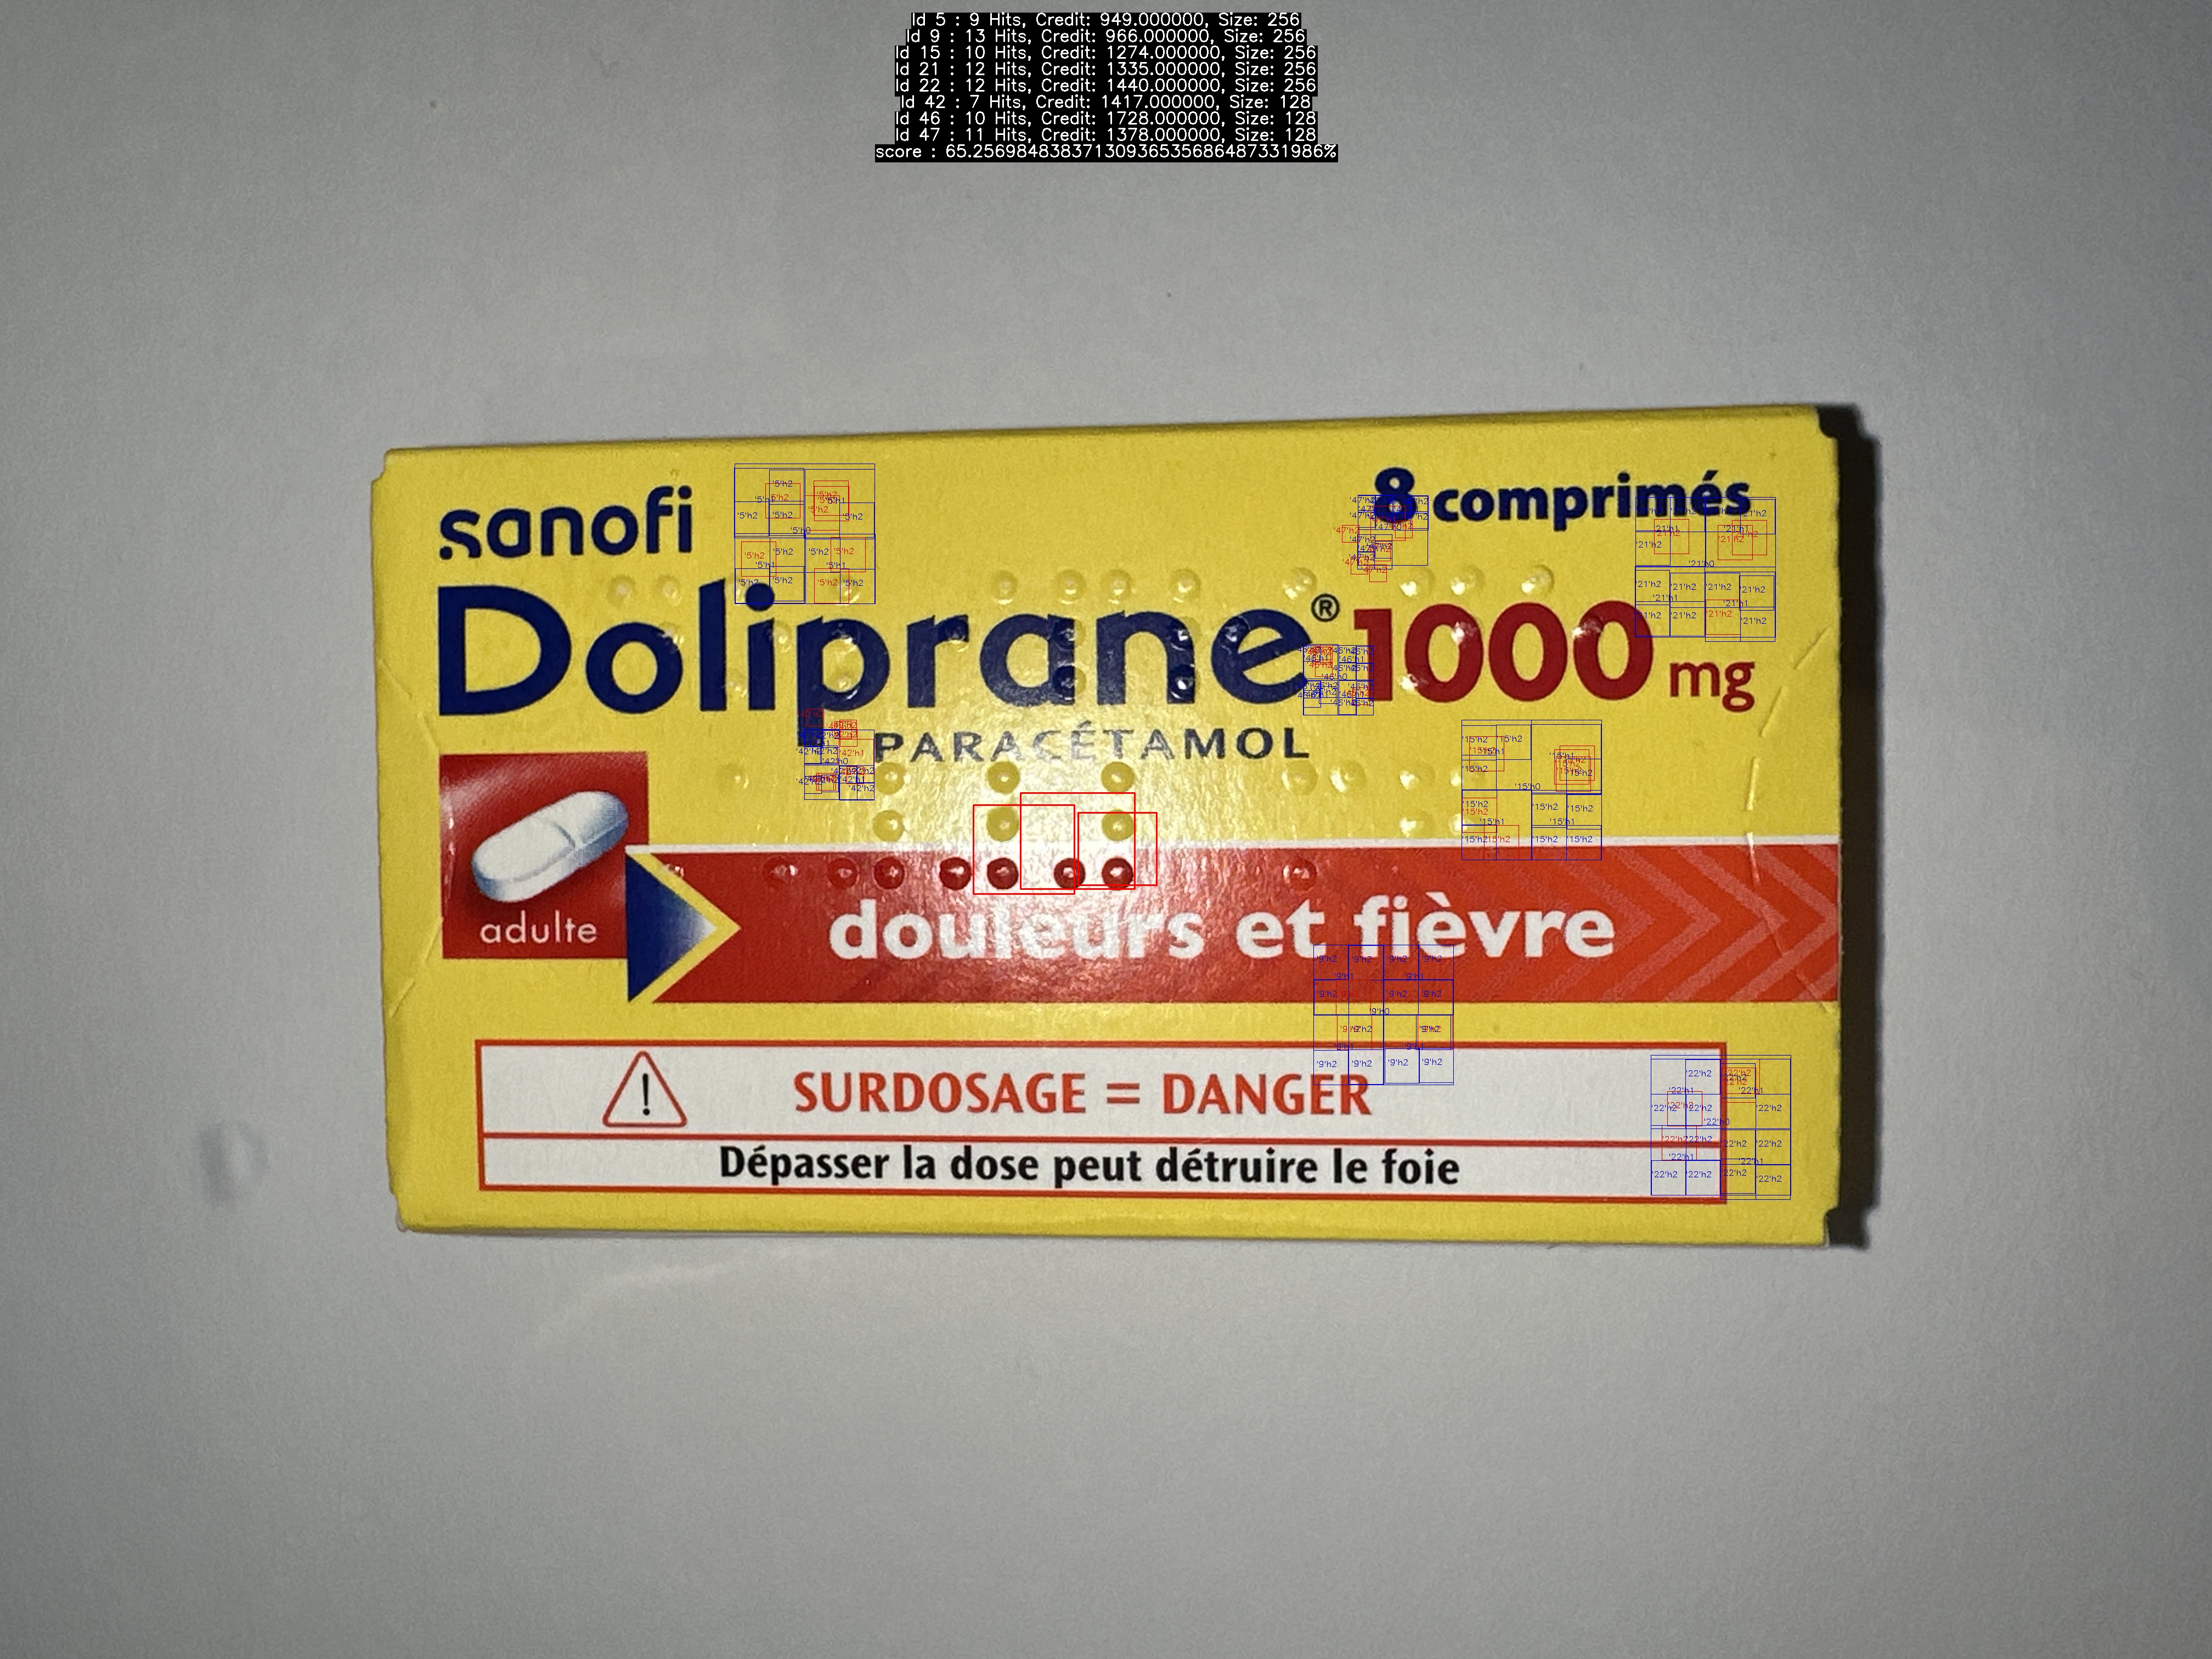 Id 5 : 9 Hits, Credit: 949.000000, Size: 256
Id 9 : 13 Hits, Credit: 966.000000, Size: 256
Id 15 : 10 Hits, Credit: 1274.000000, Size: 256
Id 21 : 12 Hits, Credit: 1335.000000, Size: 256
Id 22 : 12 Hits, Credit: 1440.000000, Size: 256
Id 42 : 7 Hits, Credit: 1417.000000, Size: 128
Id 46 : 10 Hits, Credit: 1728.000000, Size: 128
Id 47 : 11 Hits, Credit: 1378.000000, Size: 128
score : 65.25698483837130936535686487331986%
sanofi
8 comprimés
Doliprane® 1000 mg
PARACÉTAMOL
adulte
douleurs et fièvre
SURDOSAGE = DANGER
Dépasser la dose peut détruire le foie